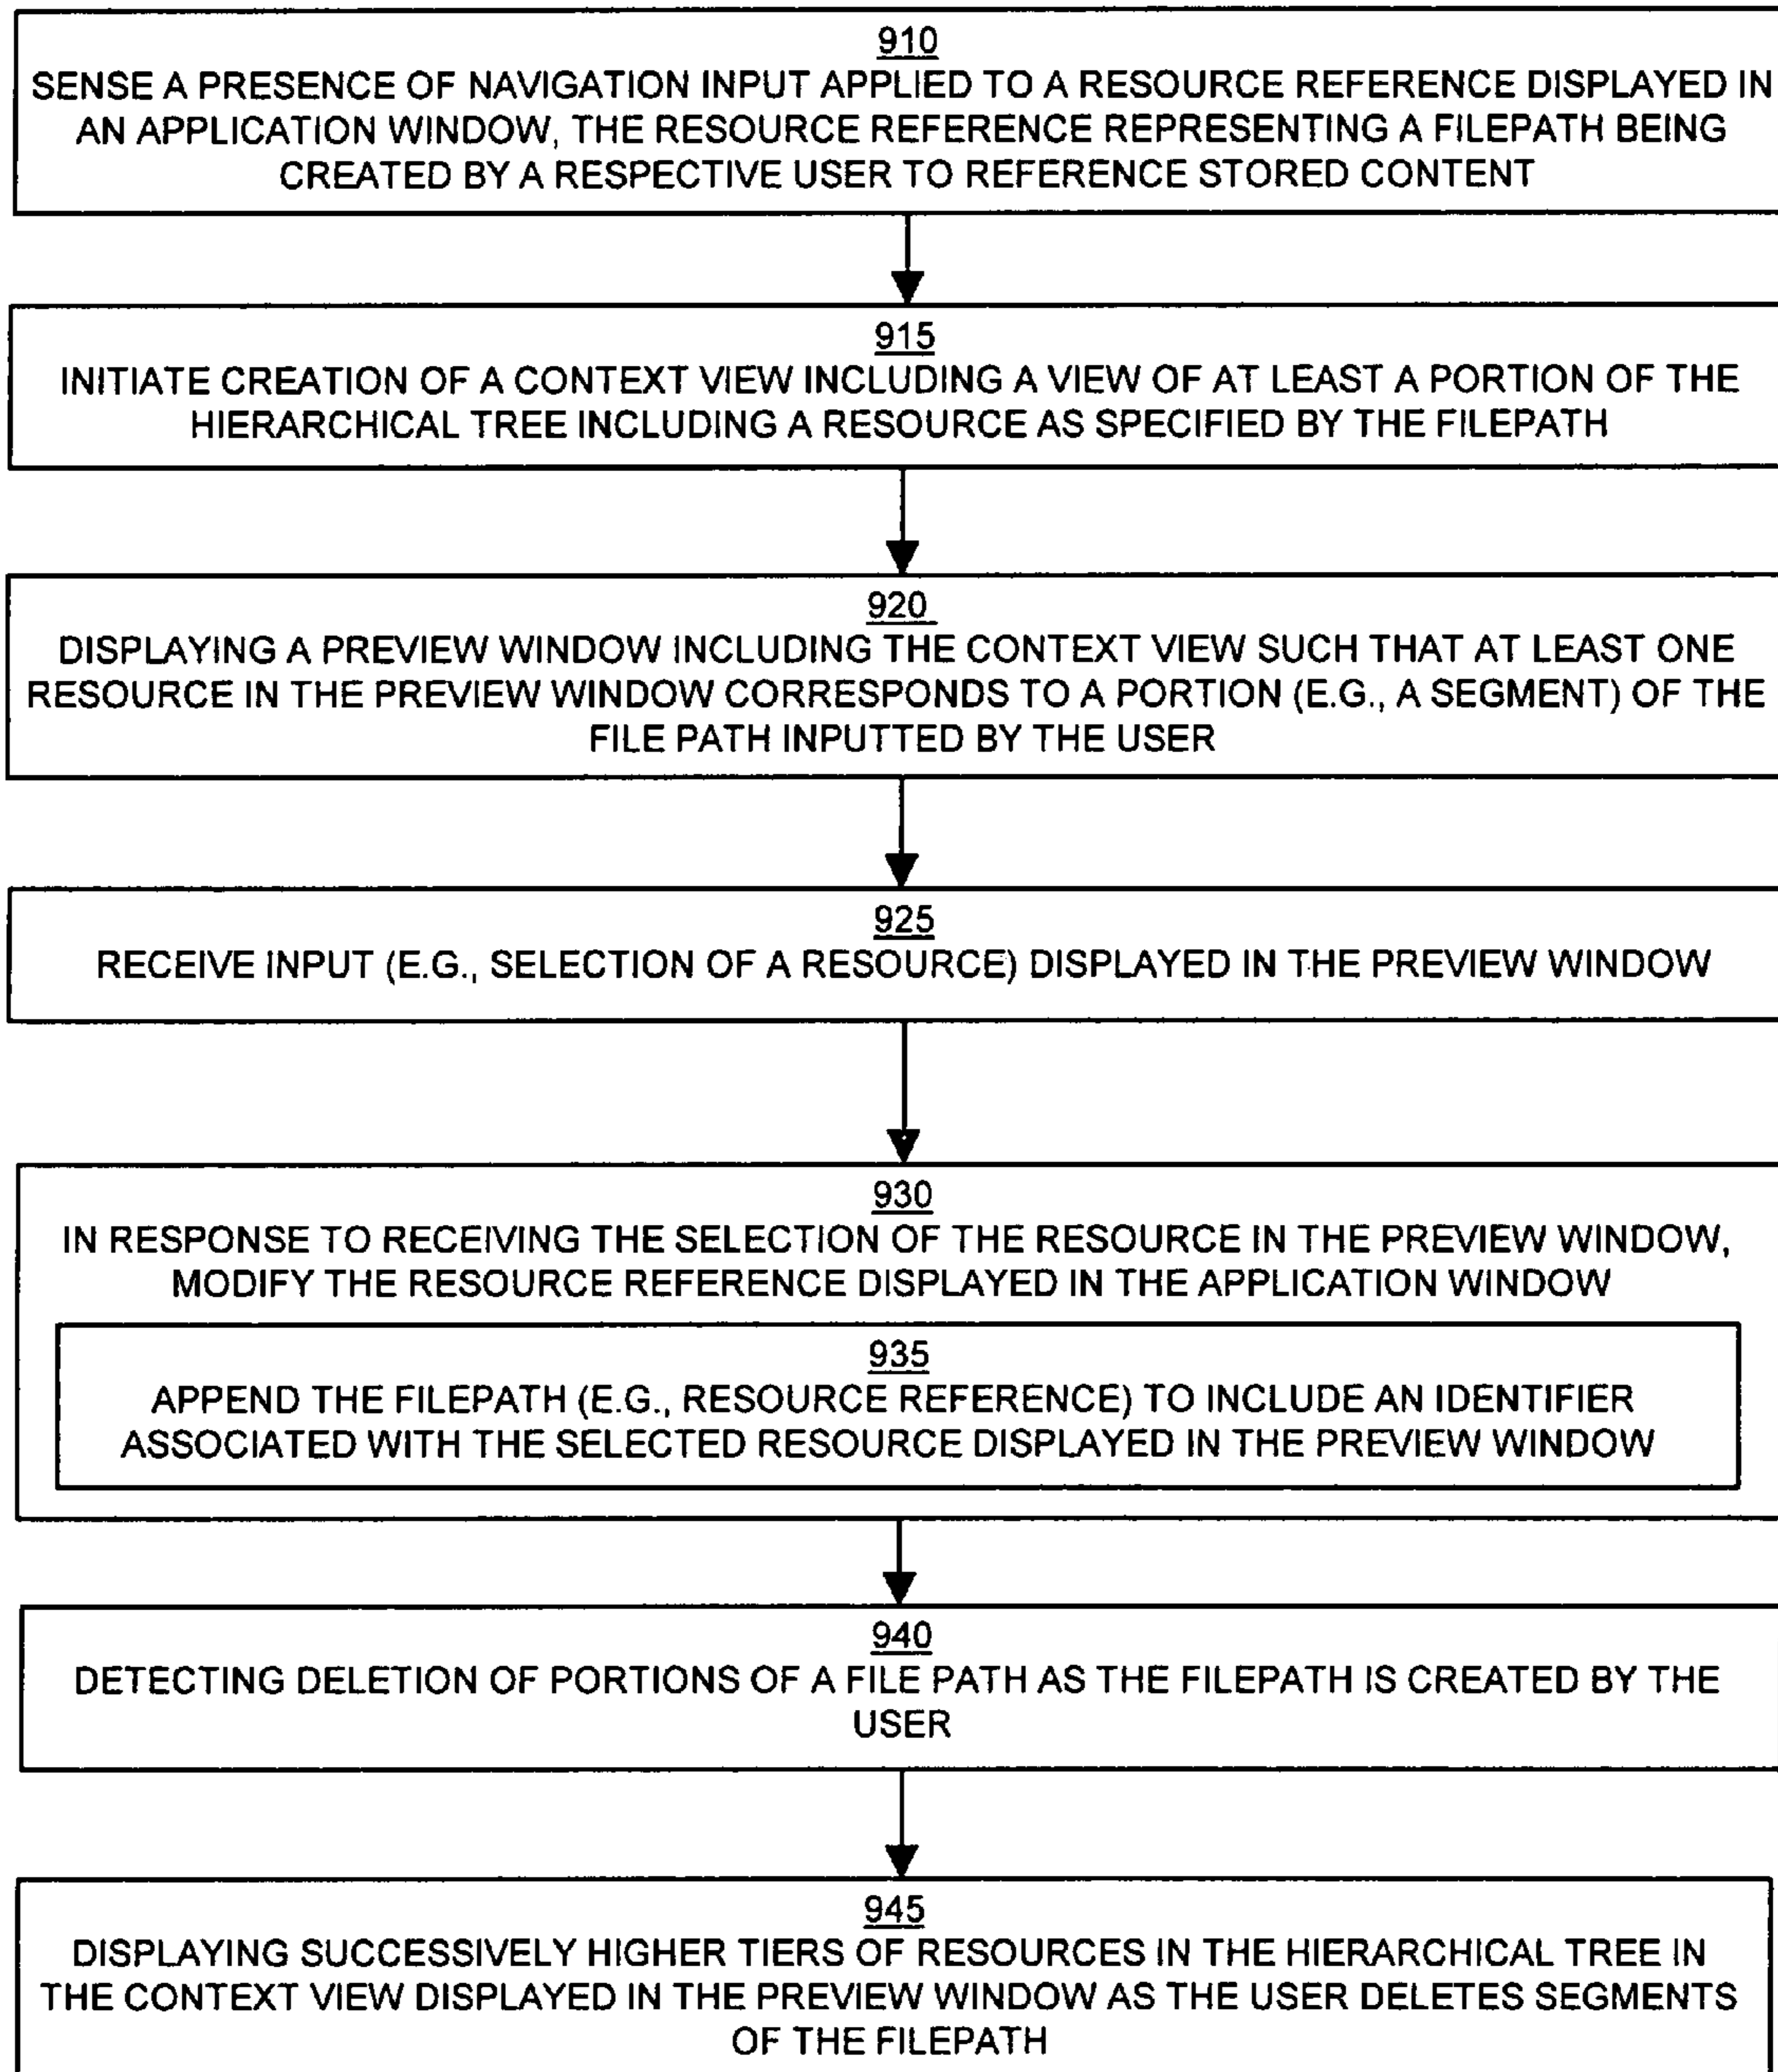 910
SENSE A PRESENCE OF NAVIGATION INPUT APPLIED TO A RESOURCE REFERENCE DISPLAYED IN
AN APPLICATION WINDOW, THE RESOURCE REFERENCE REPRESENTING A FILEPATH BEING
CREATED BY A RESPECTIVE USER TO REFERENCE STORED CONTENT
915
INITIATE CREATION OF A CONTEXT VIEW INCLUDING A VIEW OF AT LEAST A PORTION OF THE
HIERARCHICAL TREE INCLUDING A RESOURCE AS SPECIFIED BY THE FILEPATH
920
DISPLAYING A PREVIEW WINDOW INCLUDING THE CONTEXT VIEW SUCH THAT AT LEAST ONE
RESOURCE IN THE PREVIEW WINDOW CORRESPONDS TO A PORTION (E.G., A SEGMENT) OF THE
FILE PATH INPUTTED BY THE USER
925
RECEIVE INPUT (E.G., SELECTION OF A RESOURCE) DISPLAYED IN THE PREVIEW WINDOW
930
IN RESPONSE TO RECEIVING THE SELECTION OF THE RESOURCE IN THE PREVIEW WINDOW,
MODIFY THE RESOURCE REFERENCE DISPLAYED IN THE APPLICATION WINDOW
935
APPEND THE FILEPATH (E.G., RESOURCE REFERENCE) TO INCLUDE AN IDENTIFIER
ASSOCIATED WITH THE SELECTED RESOURCE DISPLAYED IN THE PREVIEW WINDOW
940
DETECTING DELETION OF PORTIONS OF A FILE PATH AS THE FILEPATH IS CREATED BY THE
USER
945
DISPLAYING SUCCESSIVELY HIGHER TIERS OF RESOURCES IN THE HIERARCHICAL TREE IN
THE CONTEXT VIEW DISPLAYED IN THE PREVIEW WINDOW AS THE USER DELETES SEGMENTS
OF THE FILEPATH